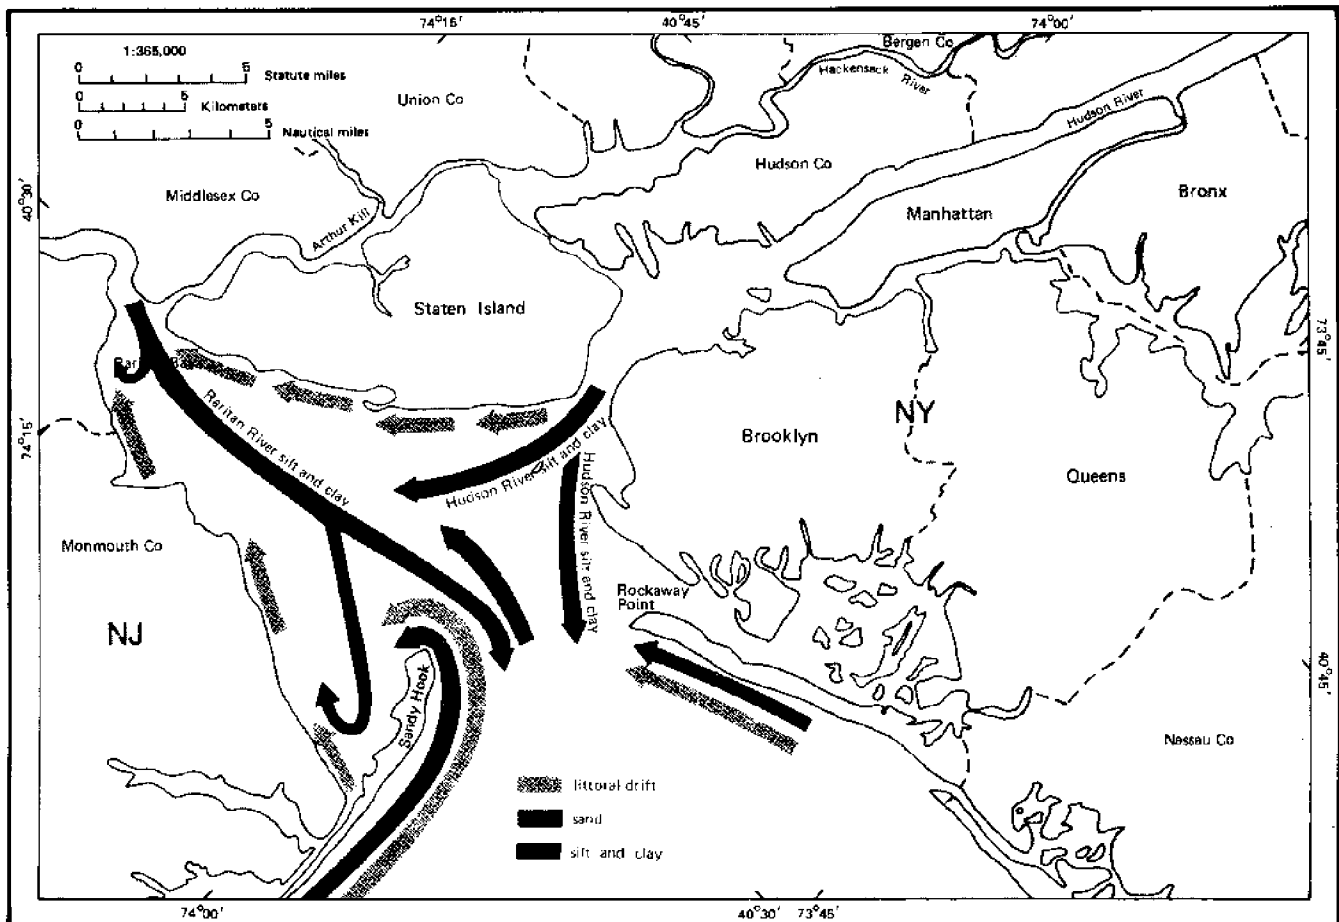 74°15′
40°45′
74°00′
1:365,000
0 5
Statute miles
0 5
Kilometers
0 5
Nautical miles
Union Co
Bergen Co
Hackensack
River
Hudson River
Hudson Co
Middlesex Co
40°30′
Arthur Kill
Manhattan
Bronx
Staten Island
73°45′
74°15′
Raritan River silt and clay
Hudson River silt and clay
Hudson River silt and clay
Brooklyn
NY
Queens
Monmouth Co
Rockaway
Point
NJ
Sandy Hook
40°45′
Nassau Co
littoral drift
sand
silt and clay
74°00′
40°30′
73°45′